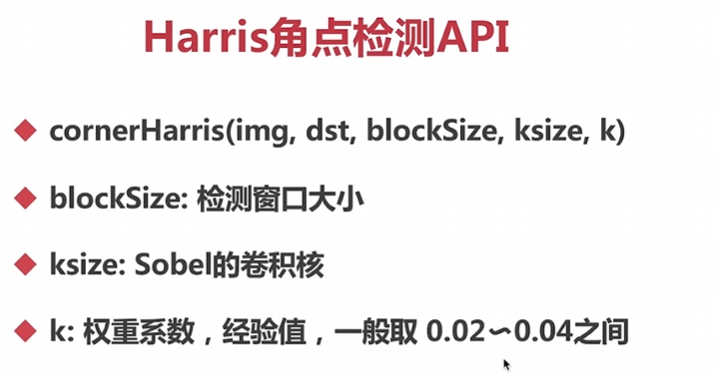 Harris角点检测API
cornerHarris(img, dst, blockSize, ksize, k)
blockSize: 检测窗口大小
ksize: Sobel的卷积核
k: 权重系数，经验值，一般取 0.02~0.04之间